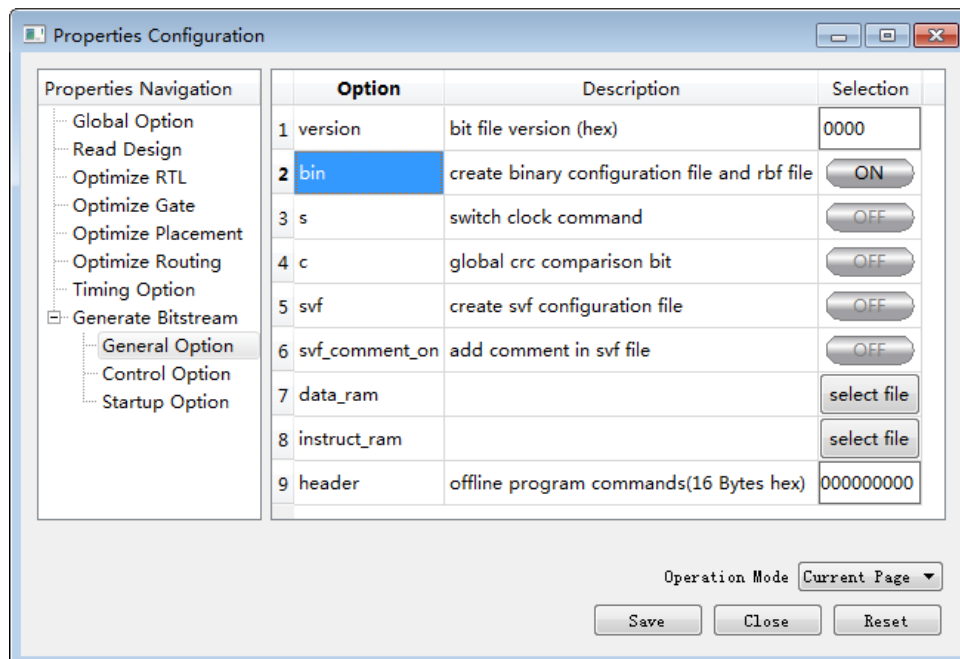 Properties Configuration
Properties Navigation
Global Option
Read Design
Optimize RTL
Optimize Gate
Optimize Placement
Optimize Routing
Timing Option
Generate Bitstream
General Option
Control Option
Startup Option
Option Description Selection
1 version bit file version (hex) 0000
2 bin create binary configuration file and rbf file ON
3 s switch clock command OFF
4 c global crc comparison bit OFF
5 svf create svf configuration file OFF
6 svf_comment_on add comment in svf file OFF
7 data_ram select file
8 instruct_ram select file
9 header offline program commands(16 Bytes hex) 000000000
Operation Mode Current Page
Save Close Reset